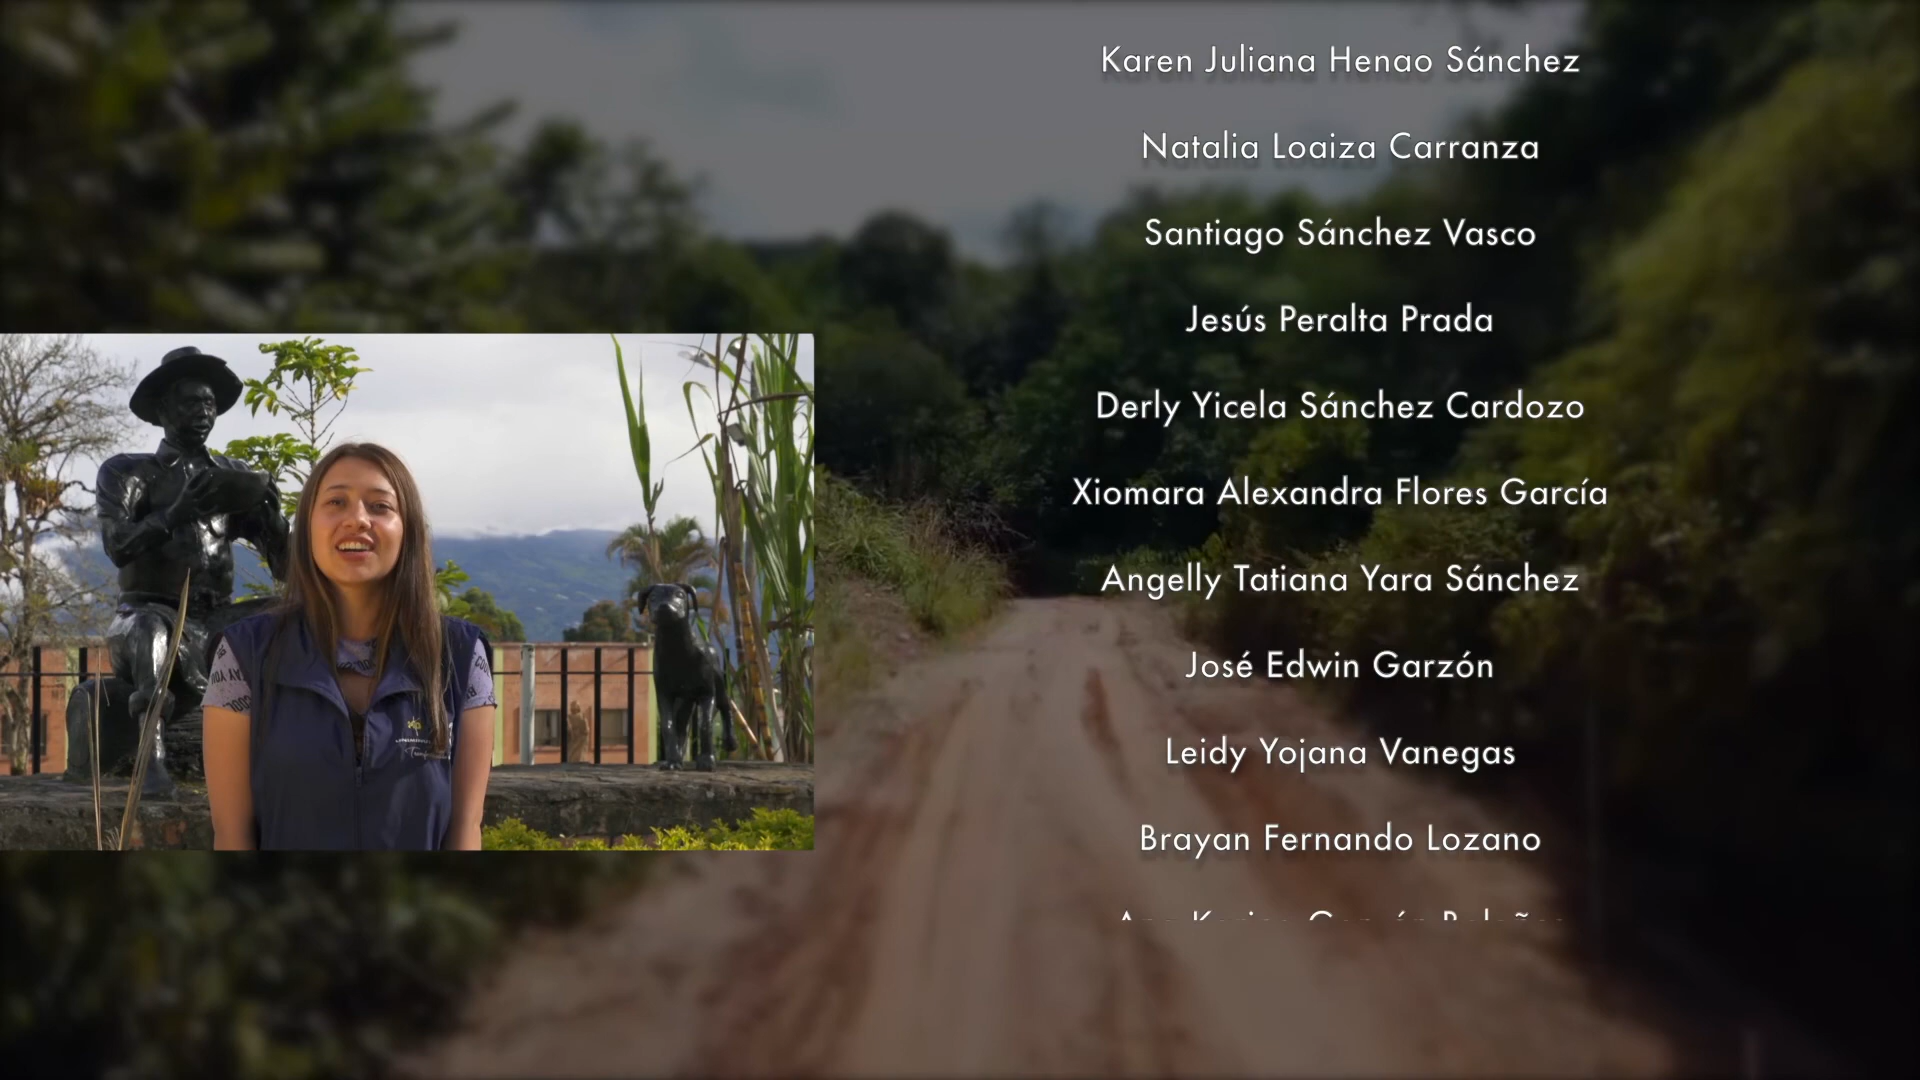 Karen Juliana Henao Sánchez
Natalia Loaiza Carranza
Santiago Sánchez Vasco
Jesús Peralta Prada
Derly Yicela Sánchez Cardozo
Xiomara Alexandra Flores García
Angelly Tatiana Yara Sánchez
José Edwin Garzón
Leidy Yojana Vanegas
Brayan Fernando Lozano